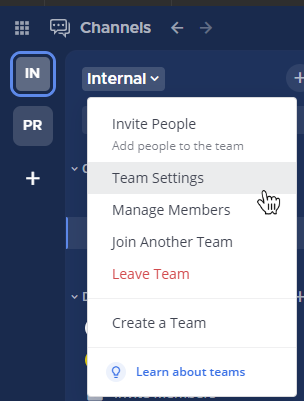 Channels
IN
Internal
PR
Invite People
Add people to the team
Team Settings
Manage Members
Join Another Team
Leave Team
Create a Team
Learn about teams